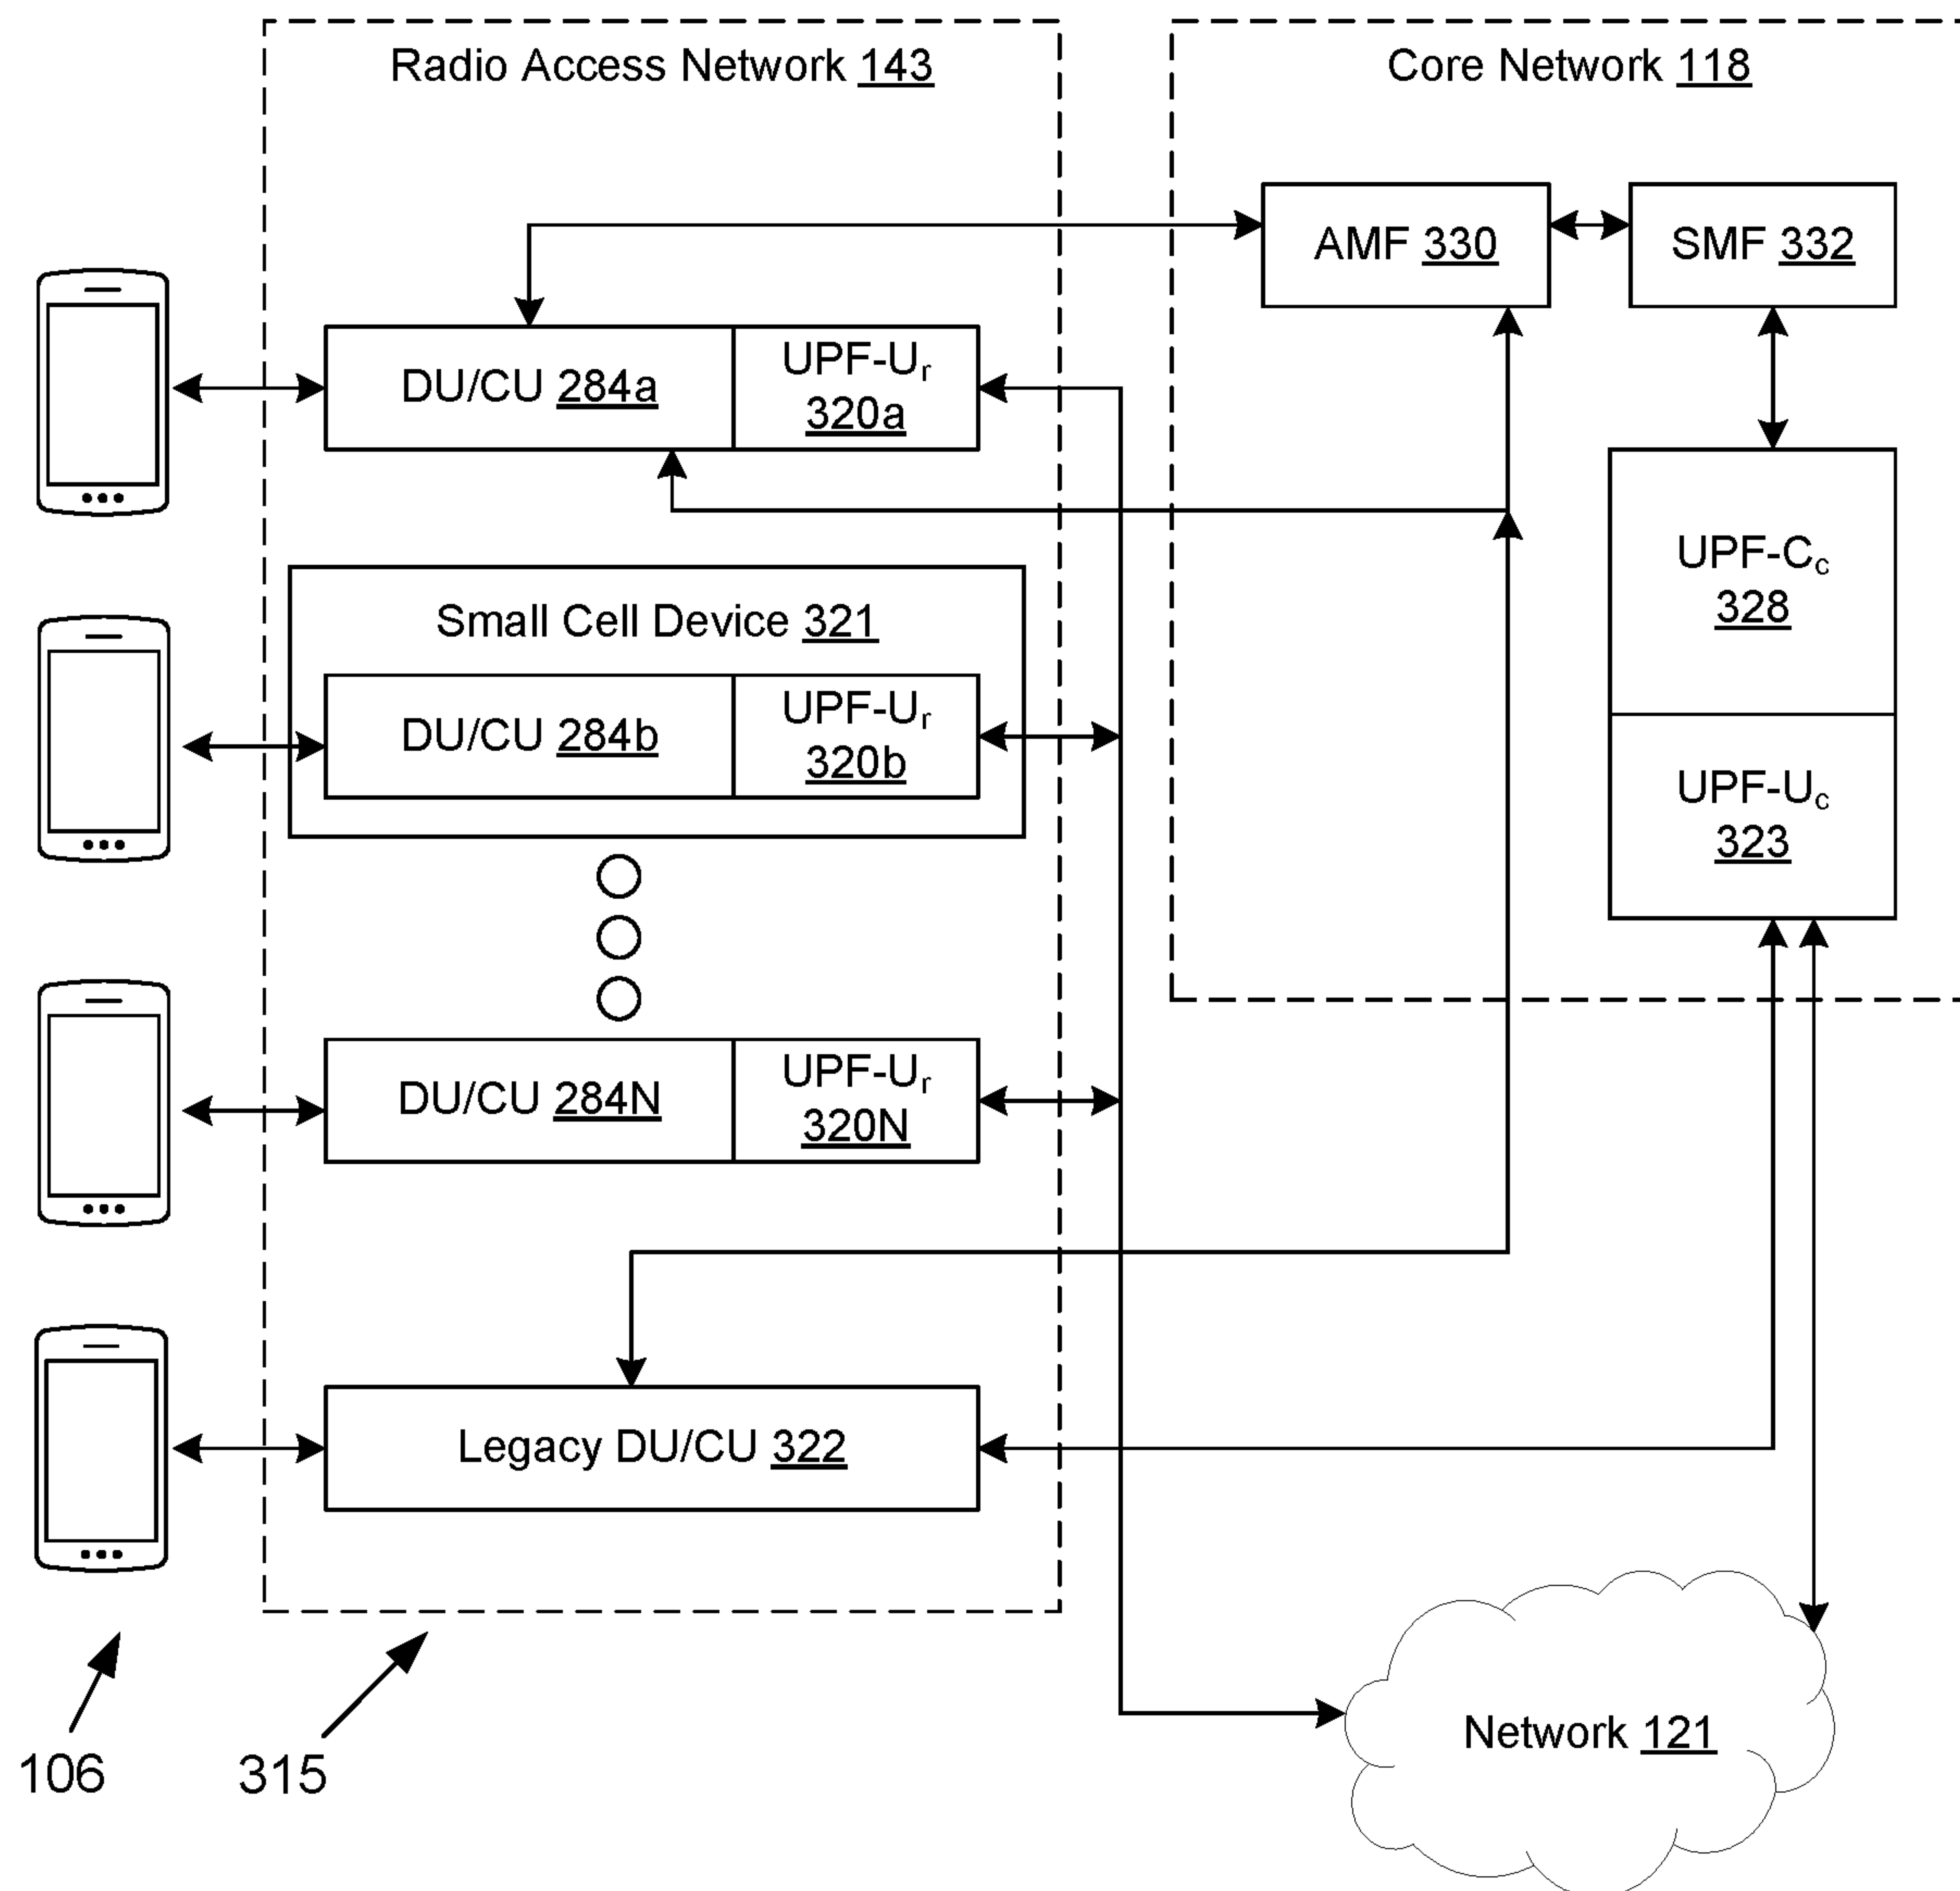 Radio Access Network 143
Core Network 118
AMF 330
SMF 332
DU/CU 284a
UPF-Ur
320a
UPF-Cc
328
Small Cell Device 321
DU/CU 284b
UPF-Ur
320b
UPF-Uc
323
DU/CU 284N
UPF-Ur
320N
Legacy DU/CU 322
Network 121
106
315